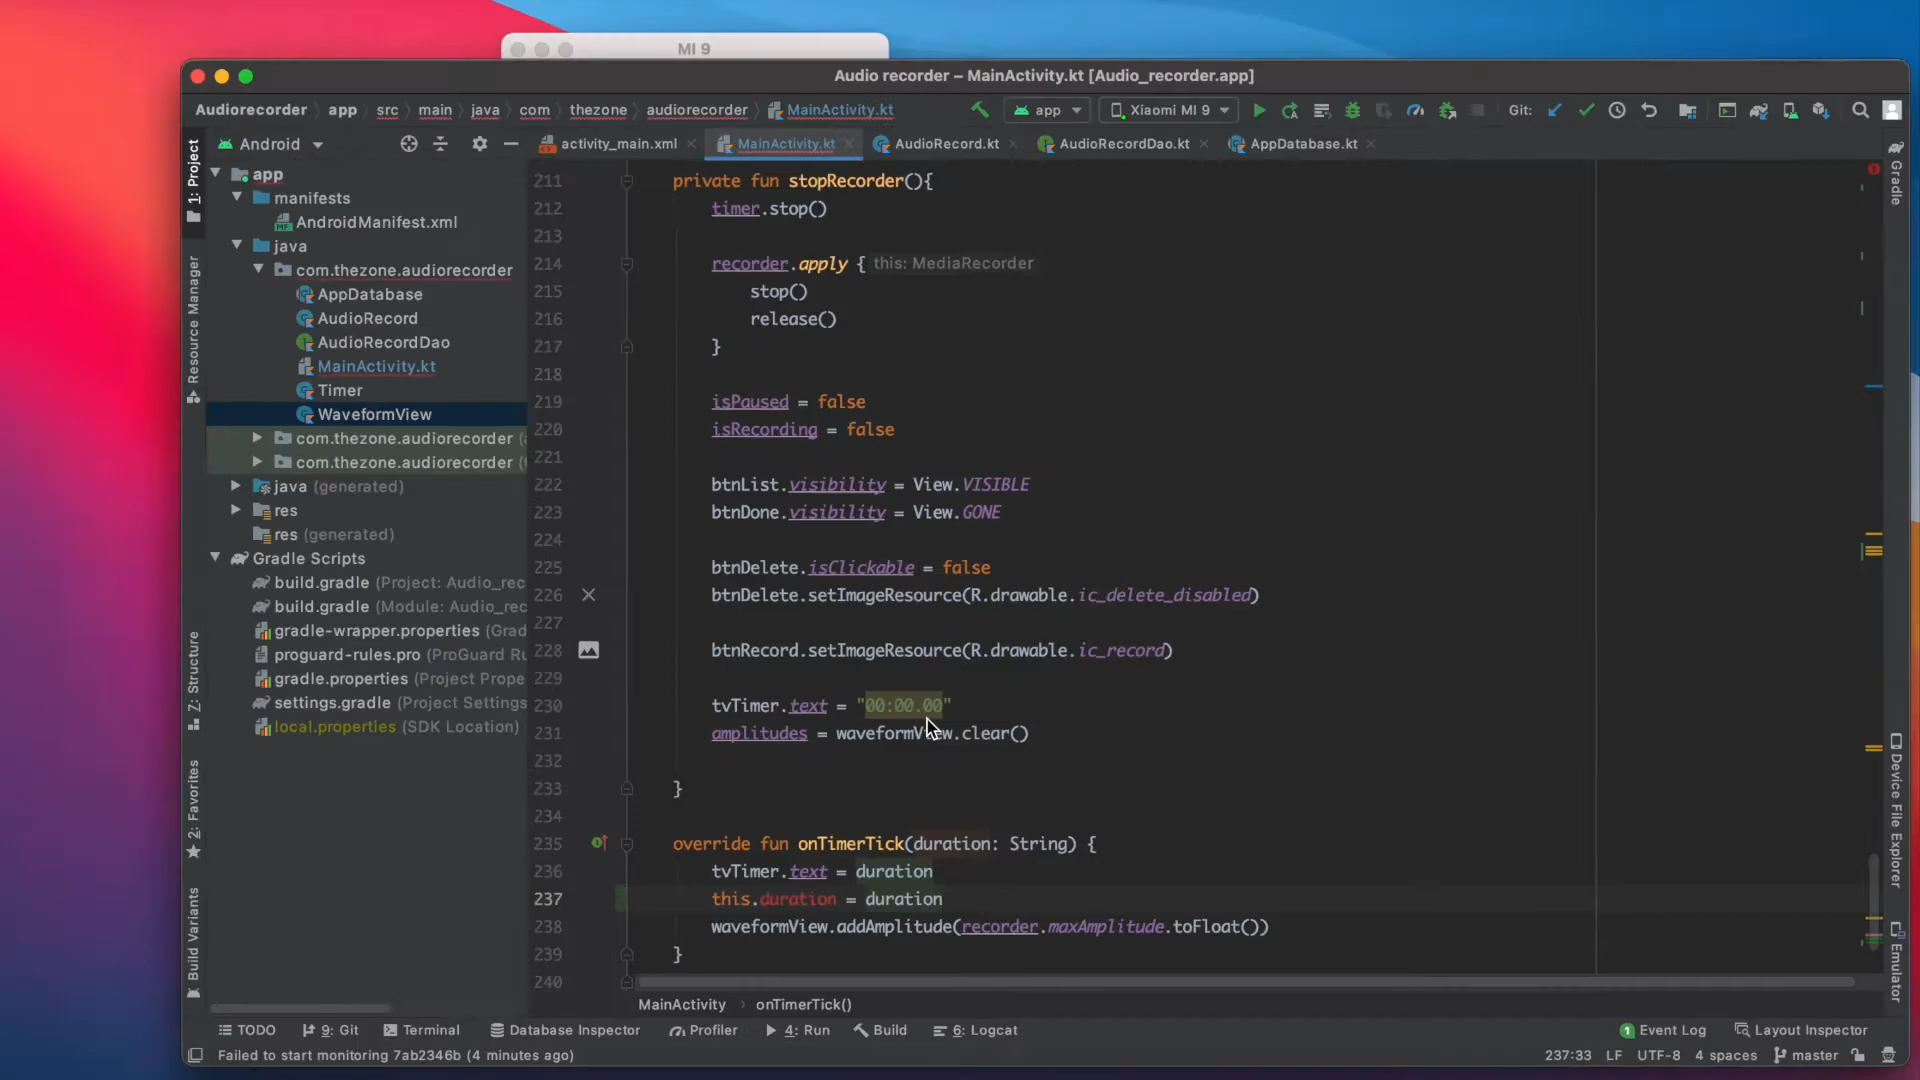 MI 9
Audio recorder – MainActivity.kt [Audio_recorder.app]
Audiorecorder
app
src
main
java
com
thezone
audiorecorder
MainActivity.kt
app
Xiaomi MI 9
Git:
Android
activity_main.xml
MainActivity.kt
AudioRecord.kt
AudioRecordDao.kt
AppDatabase.kt
1: Project
Resource Manager
Z: Structure
2: Favorites
Build Variants
app
manifests
AndroidManifest.xml
java
com.thezone.audiorecorder
AppDatabase
AudioRecord
AudioRecordDao
MainActivity.kt
Timer
WaveformView
com.thezone.audiorecorder (
com.thezone.audiorecorder (
java (generated)
res
res (generated)
Gradle Scripts
build.gradle (Project: Audio_rec
build.gradle (Module: Audio_rec
gradle-wrapper.properties (Grad
proguard-rules.pro (ProGuard Ru
gradle.properties (Project Prope
settings.gradle (Project Settings
local.properties (SDK Location)
211 private fun stopRecorder(){
212 timer.stop()
213
214 recorder.apply { this: MediaRecorder
215 stop()
216 release()
217 }
218
219 isPaused = false
220 isRecording = false
221
222 btnList.visibility = View.VISIBLE
223 btnDone.visibility = View.GONE
224
225 btnDelete.isClickable = false
226 btnDelete.setImageResource(R.drawable.ic_delete_disabled)
227
228 btnRecord.setImageResource(R.drawable.ic_record)
229
230 tvTimer.text = "00:00.00"
231 amplitudes = waveformView.clear()
232
233 }
234
235 override fun onTimerTick(duration: String) {
236 tvTimer.text = duration
237 this.duration = duration
238 waveformView.addAmplitude(recorder.maxAmplitude.toFloat())
239 }
240
MainActivity
onTimerTick()
Gradle
Device File Explorer
Emulator
TODO
9: Git
Terminal
Database Inspector
Profiler
4: Run
Build
6: Logcat
1 Event Log
Layout Inspector
Failed to start monitoring 7ab2346b (4 minutes ago)
237:33
LF
UTF-8
4 spaces
master